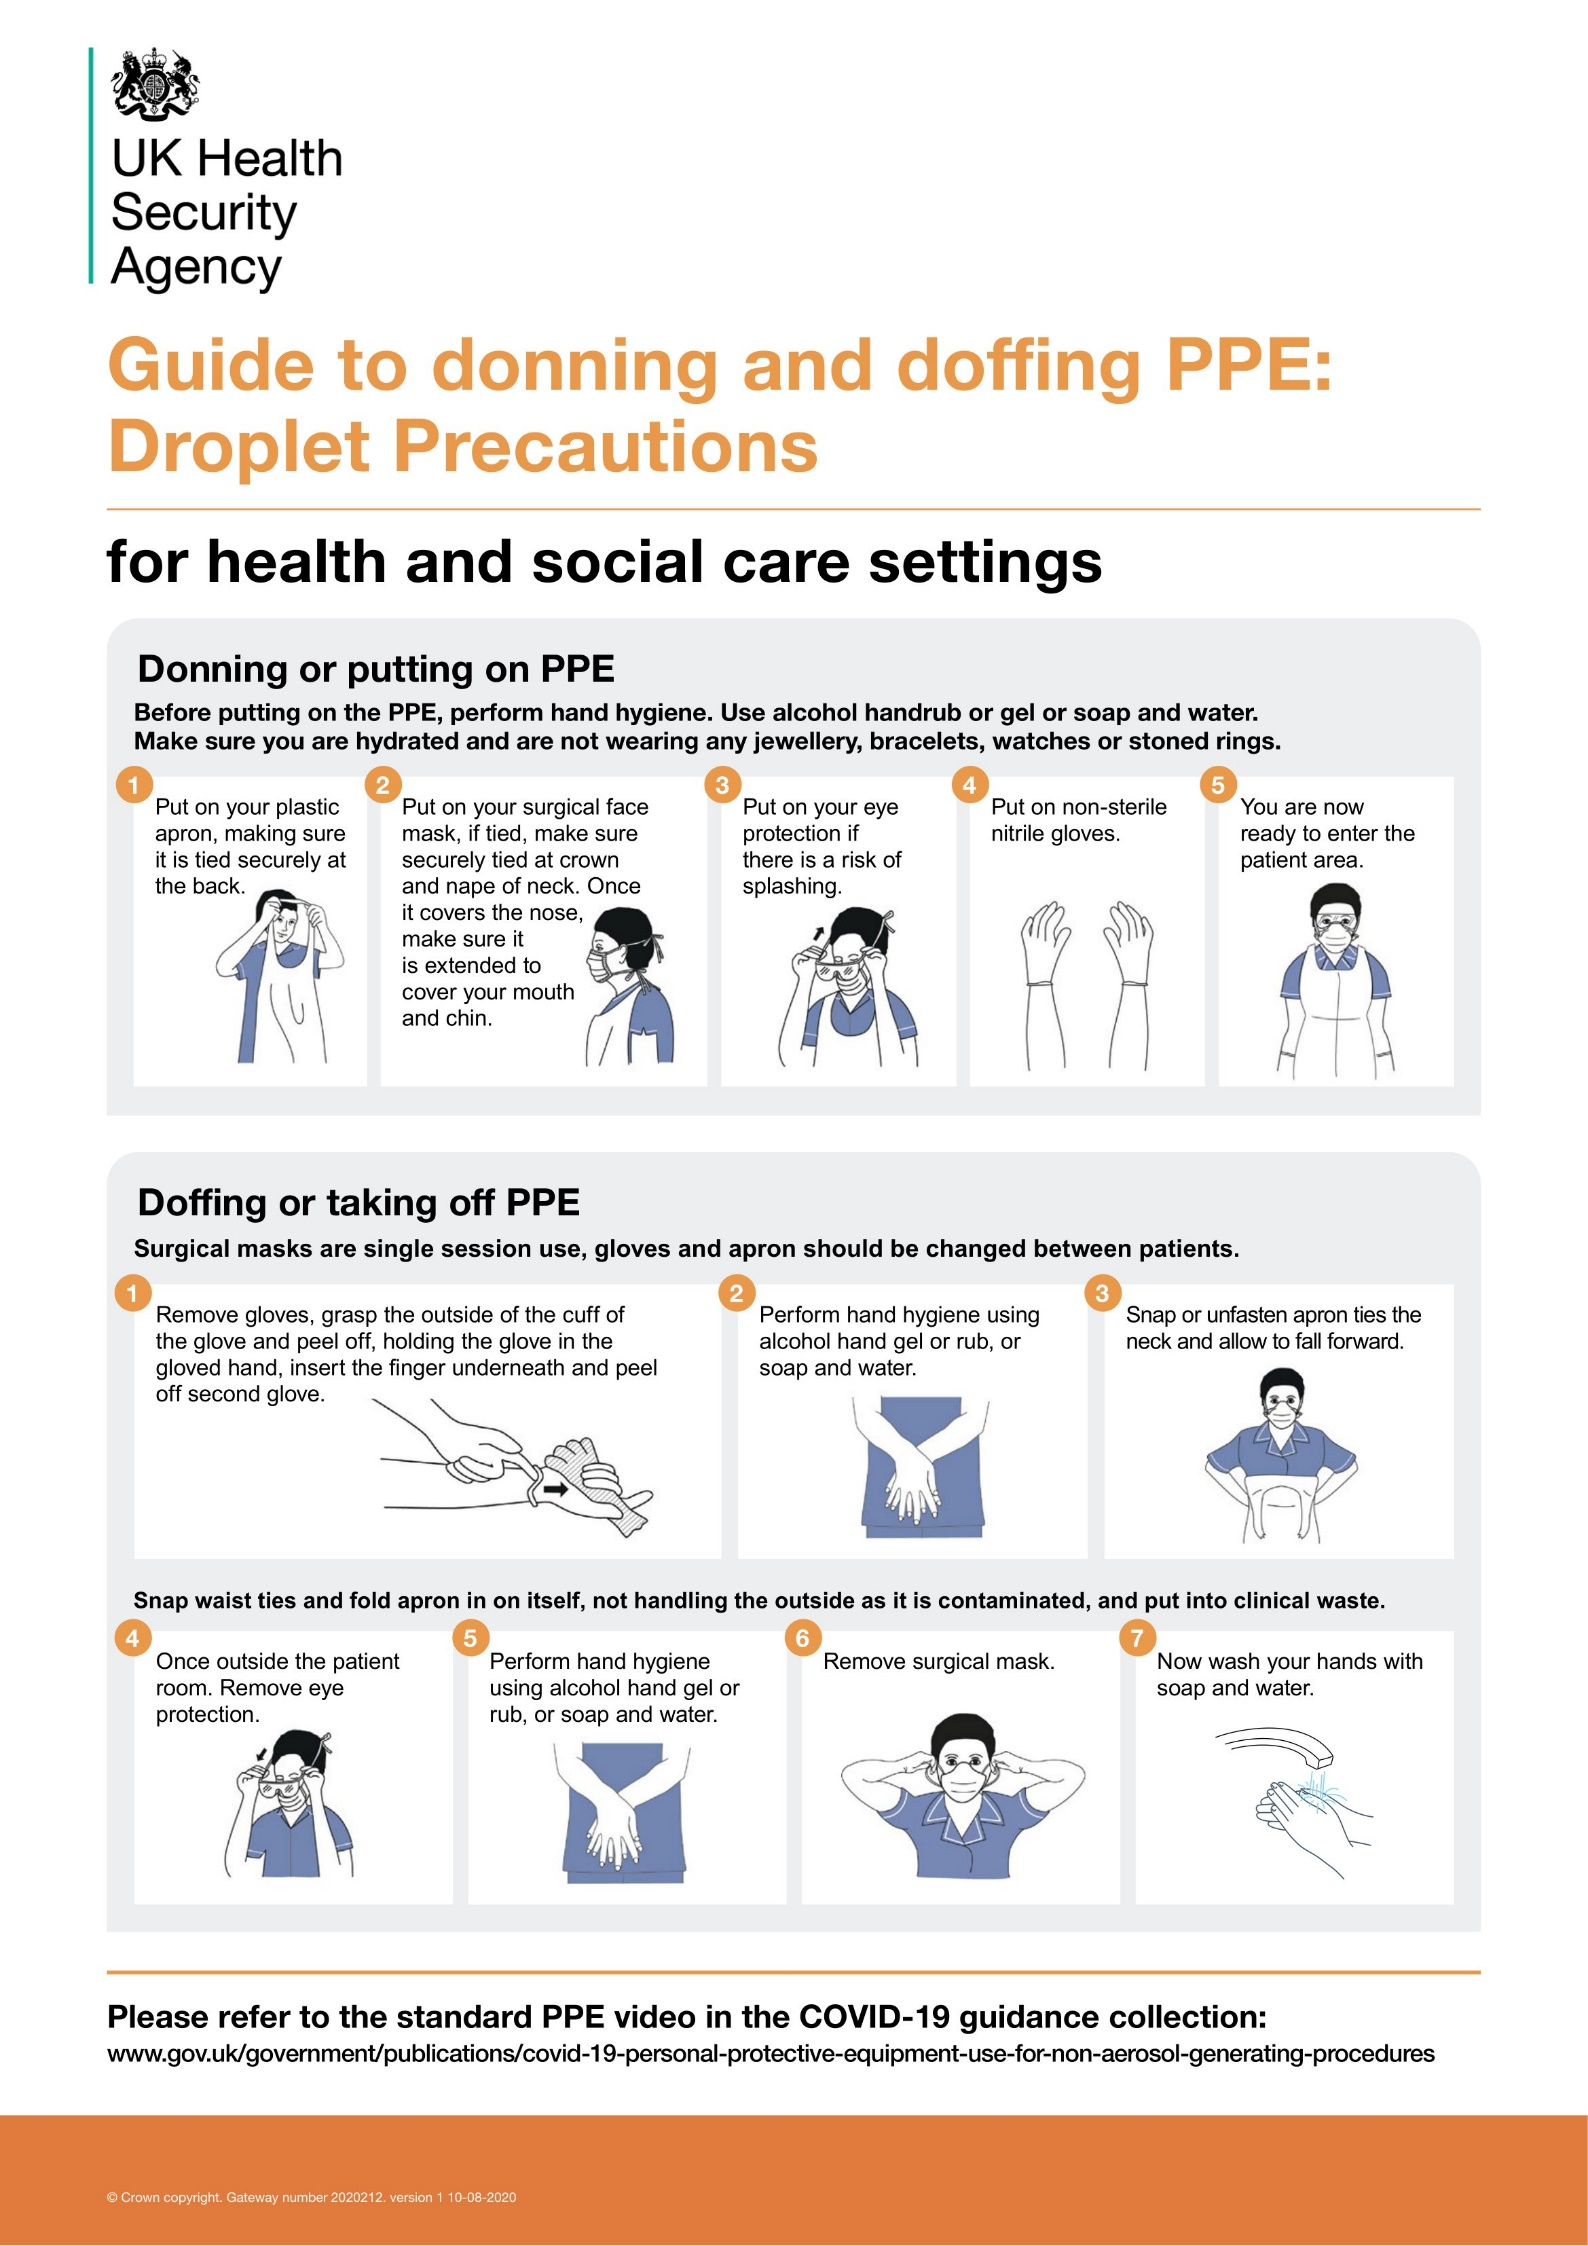 UK Health
Security
Agency
Guide to donning and doffing PPE:
Droplet Precautions
for health and social care settings
Donning or putting on PPE
Before putting on the PPE, perform hand hygiene. Use alcohol handrub or gel or soap and water.
Make sure you are hydrated and are not wearing any jewellery, bracelets, watches or stoned rings.
1
Put on your plastic
apron, making sure
it is tied securely at
the back.
2
Put on your surgical face
mask, if tied, make sure
securely tied at crown
and nape of neck. Once
it covers the nose,
make sure it
is extended to
cover your mouth
and chin.
3
Put on your eye
protection if
there is a risk of
splashing.
4
Put on non-sterile
nitrile gloves.
5
You are now
ready to enter the
patient area.
Doffing or taking off PPE
Surgical masks are single session use, gloves and apron should be changed between patients.
1
Remove gloves, grasp the outside of the cuff of
the glove and peel off, holding the glove in the
gloved hand, insert the finger underneath and peel
off second glove.
2
Perform hand hygiene using
alcohol hand gel or rub, or
soap and water.
3
Snap or unfasten apron ties the
neck and allow to fall forward.
Snap waist ties and fold apron in on itself, not handling the outside as it is contaminated, and put into clinical waste.
4
Once outside the patient
room. Remove eye
protection.
5
Perform hand hygiene
using alcohol hand gel or
rub, or soap and water.
6
Remove surgical mask.
7
Now wash your hands with
soap and water.
Please refer to the standard PPE video in the COVID-19 guidance collection:
www.gov.uk/government/publications/covid-19-personal-protective-equipment-use-for-non-aerosol-generating-procedures
© Crown copyright. Gateway number 2020212. version 1 10-08-2020